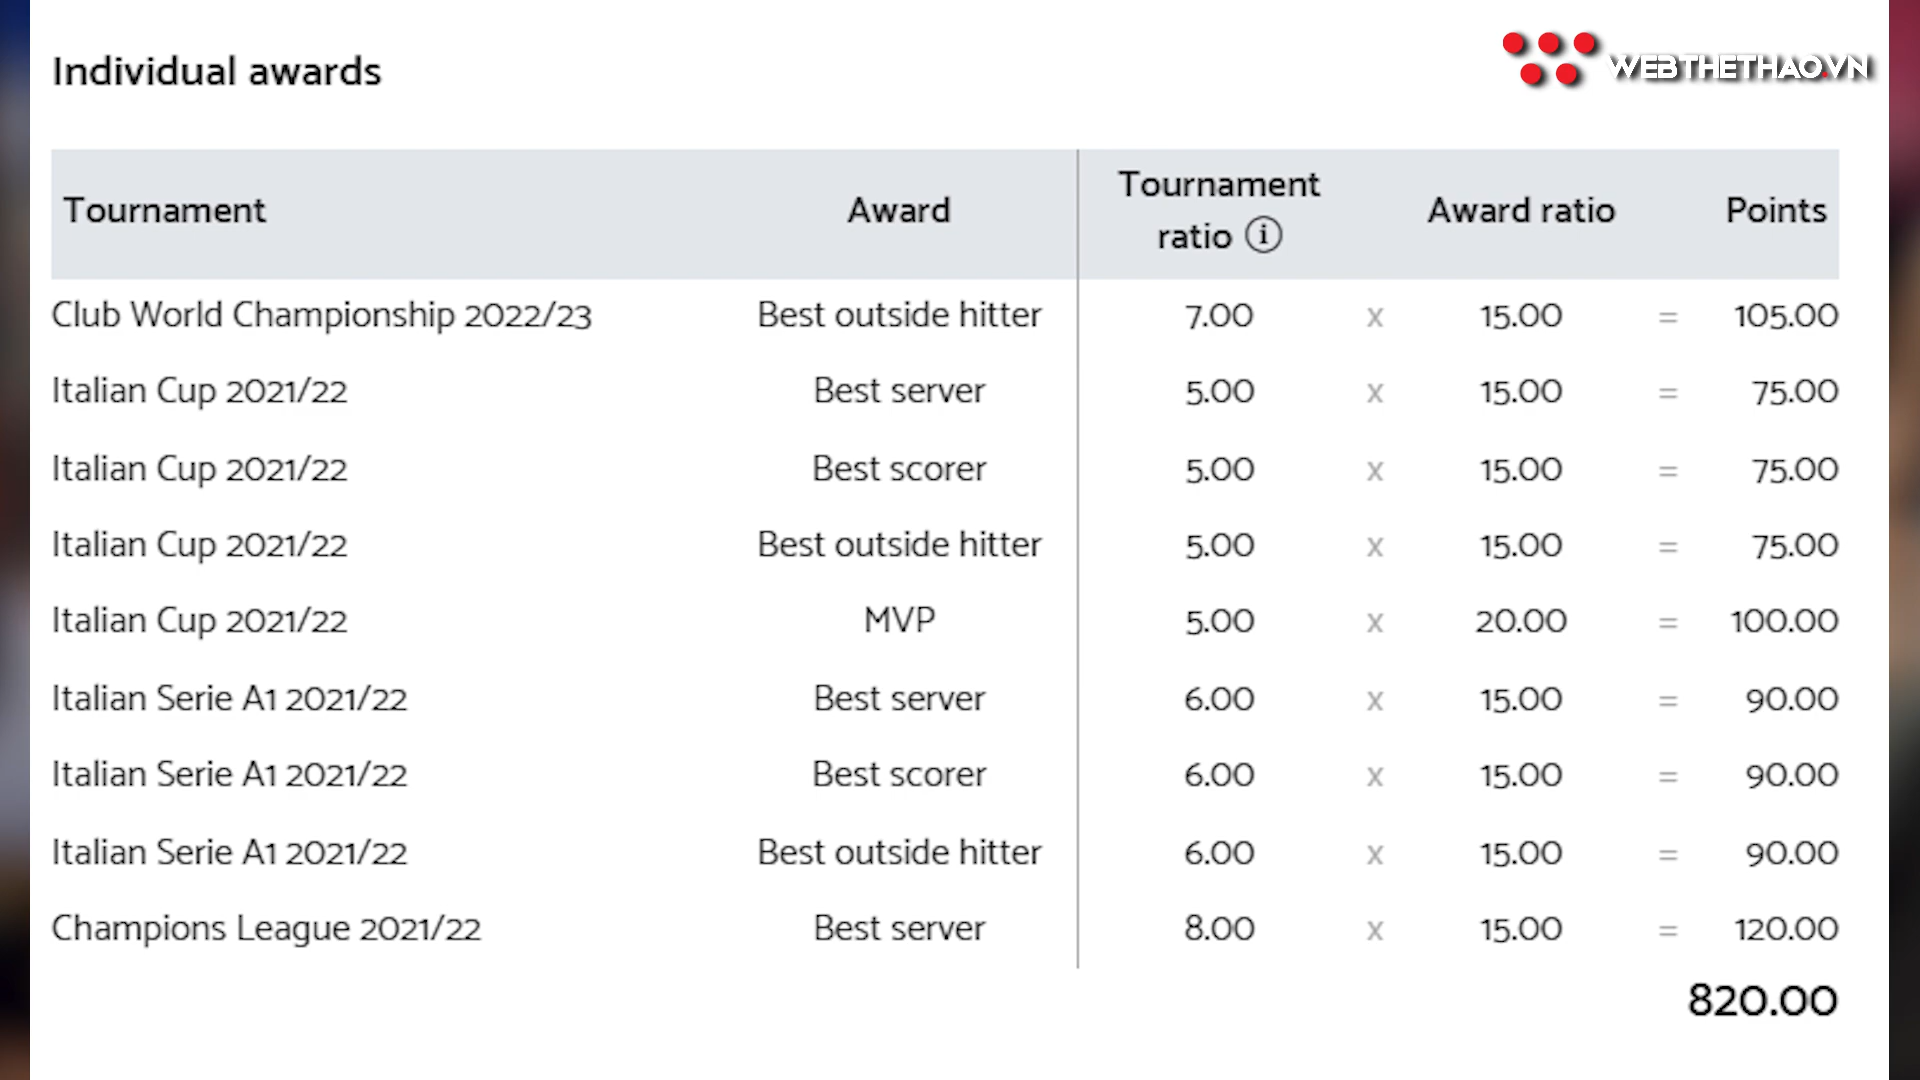 Individual awards
WEBTHETHAO.VN
Tournament Award Tournament ratio i Award ratio Points
Club World Championship 2022/23 Best outside hitter 7.00 x 15.00 = 105.00
Italian Cup 2021/22 Best server 5.00 x 15.00 = 75.00
Italian Cup 2021/22 Best scorer 5.00 x 15.00 = 75.00
Italian Cup 2021/22 Best outside hitter 5.00 x 15.00 = 75.00
Italian Cup 2021/22 MVP 5.00 x 20.00 = 100.00
Italian Serie A1 2021/22 Best server 6.00 x 15.00 = 90.00
Italian Serie A1 2021/22 Best scorer 6.00 x 15.00 = 90.00
Italian Serie A1 2021/22 Best outside hitter 6.00 x 15.00 = 90.00
Champions League 2021/22 Best server 8.00 x 15.00 = 120.00
820.00